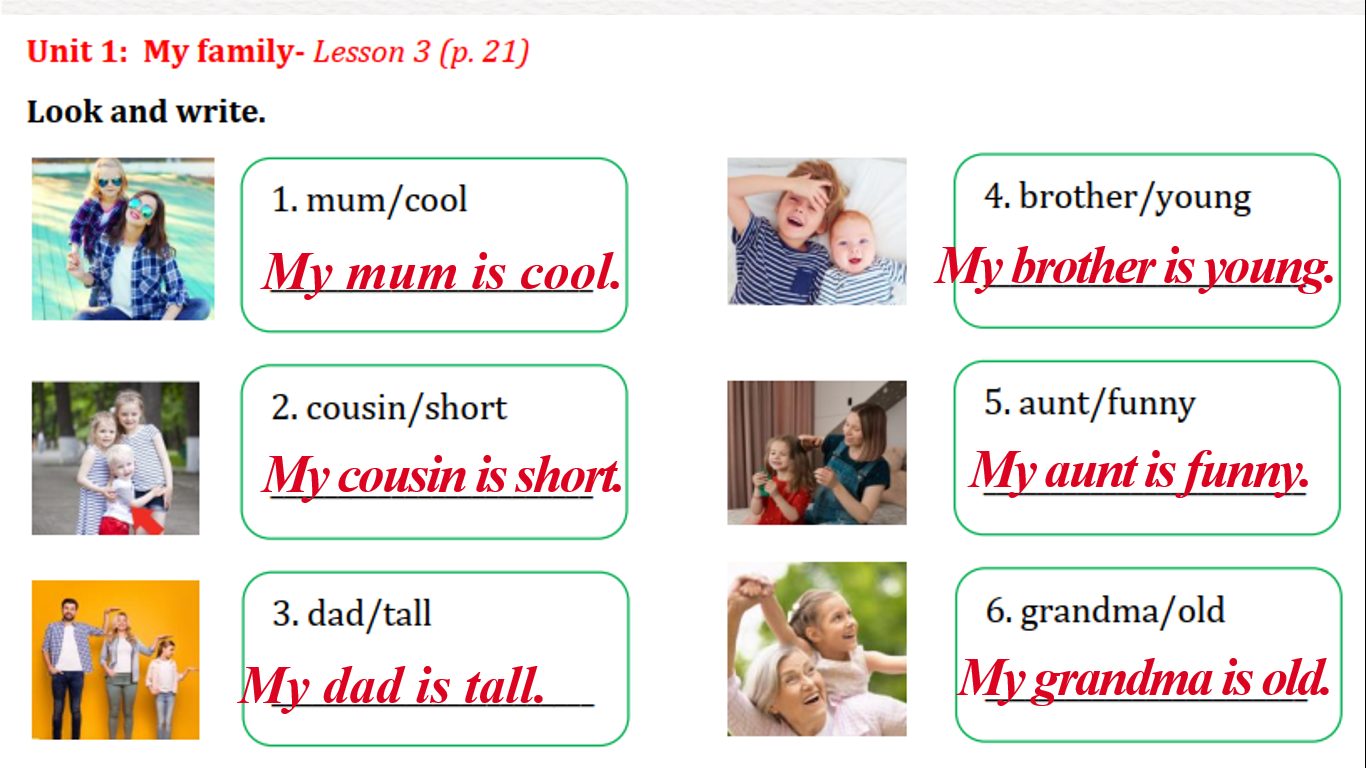 Unit 1: My family- Lesson 3 (p. 21)
Look and write.
1. mum/cool
My mum is cool.
2. cousin/short
My cousin is short.
3. dad/tall
My dad is tall.
4. brother/young
My brother is young.
5. aunt/funny
My aunt is funny.
6. grandma/old
My grandma is old.